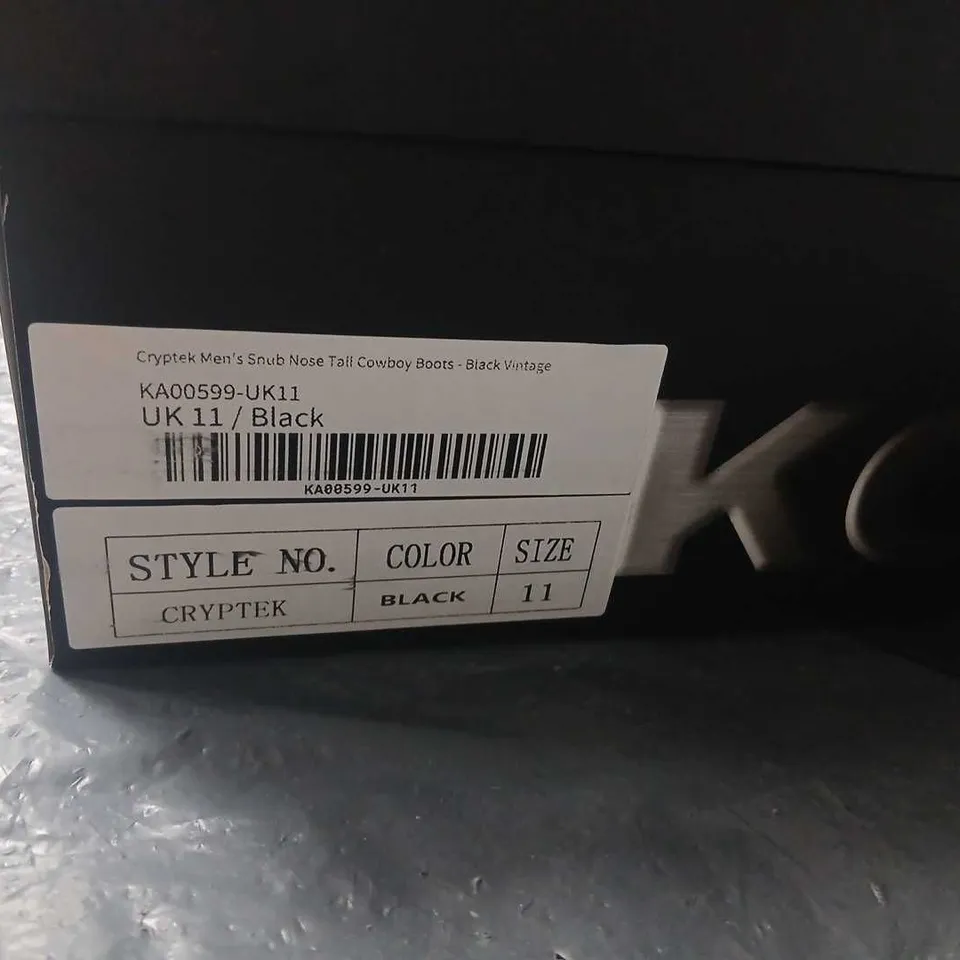 Cryptek Men's Snub Nose Tall Cowboy Boots - Black Vintage
KA00599-UK11
UK 11 / Black
KA00599-UK11
STYLE NO. COLOR SIZE
CRYPTEK BLACK 11
KO